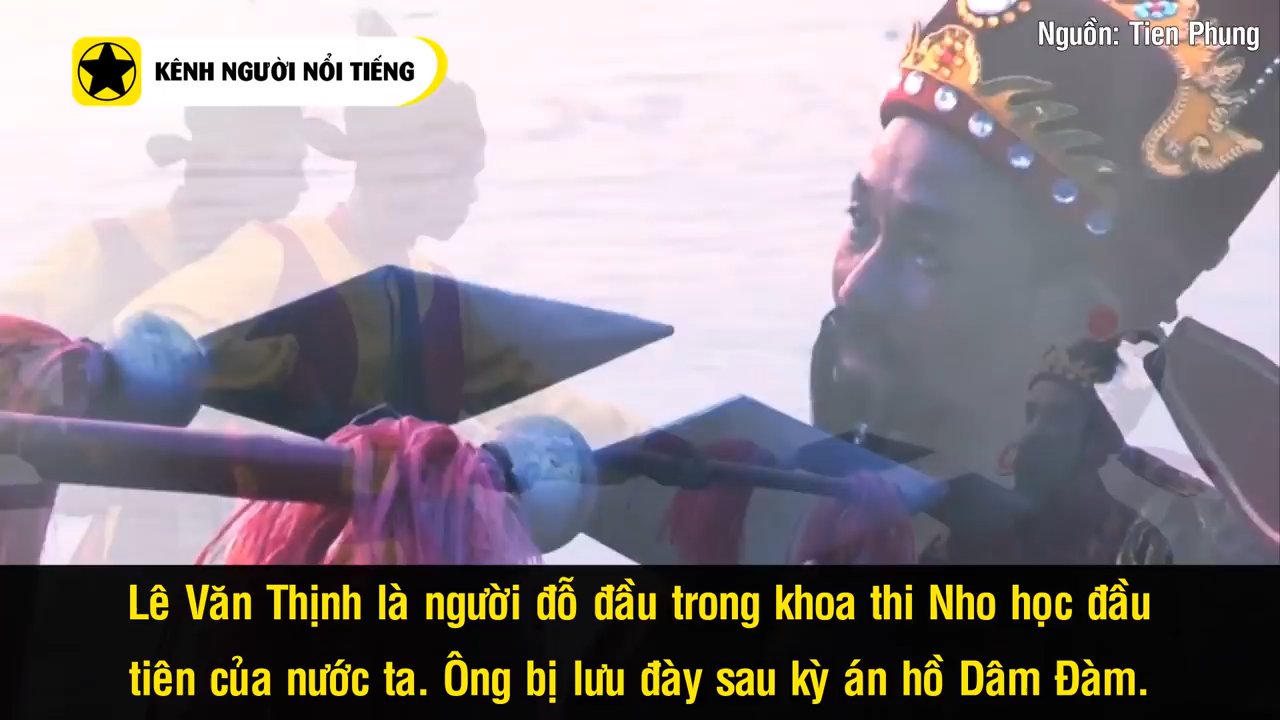 Nguồn: Tien Phung
KÊNH NGƯỜI NỔI TIẾNG
Lê Văn Thịnh là người đỗ đầu trong khoa thi Nho học đầu
tiên của nước ta. Ông bị lưu đày sau kỳ án hồ Dâm Đàm.